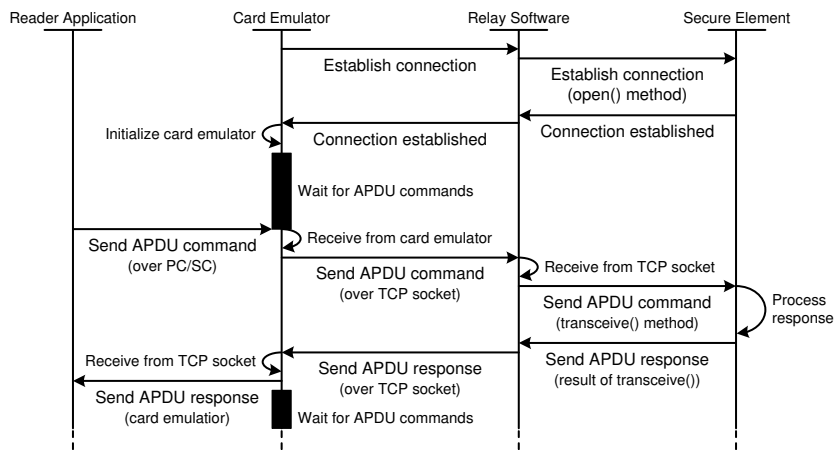 Reader Application
Card Emulator
Relay Software
Secure Element
Establish connection
Establish connection
(open() method)
Connection established
Initialize card emulator
Connection established
Wait for APDU commands
Send APDU command
(over PC/SC)
Receive from card emulator
Send APDU command
(over TCP socket)
Receive from TCP socket
Send APDU command
(transceive() method)
Process
response
Send APDU response
(result of transceive())
Receive from TCP socket
Send APDU response
(over TCP socket)
Send APDU response
(card emulatior)
Wait for APDU commands